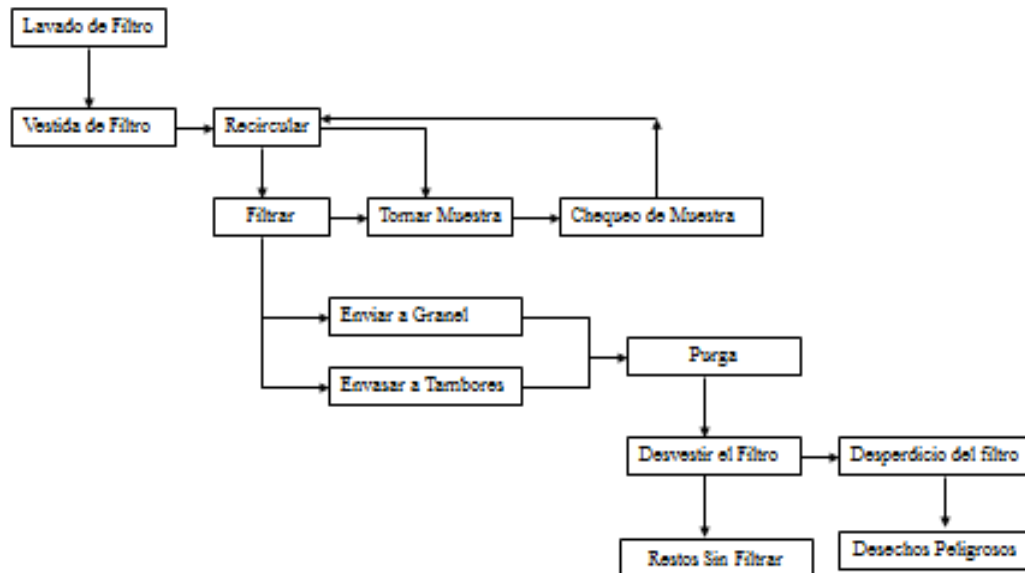 Lavado de Filtro
Vestida de Filtro
Recircular
Filtrar
Tomar Muestra
Chequeo de Muestra
Enviar a Granel
Purga
Envasar a Tambores
Desvestir el Filtro
Desperdicio del filtro
Restos Sin Filtrar
Desechos Peligrosos